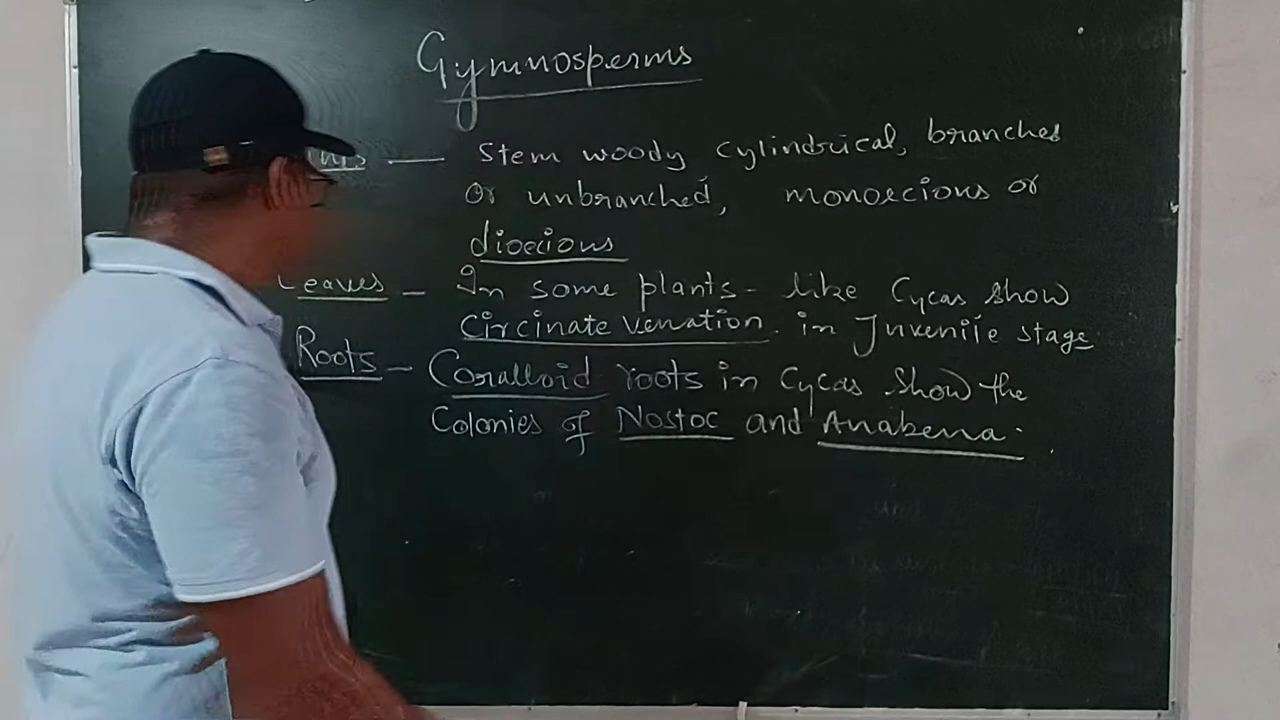 Gymnosperms
— Stem woody cylindrical, branches
or unbranched, monoecious or
dioecious
Leaves – In some plants - like Cycas show
Circinate venation. in Juvenile stage.
Roots – Coralloid roots in Cycas Show the
Colonies of Nostoc and Anabena.